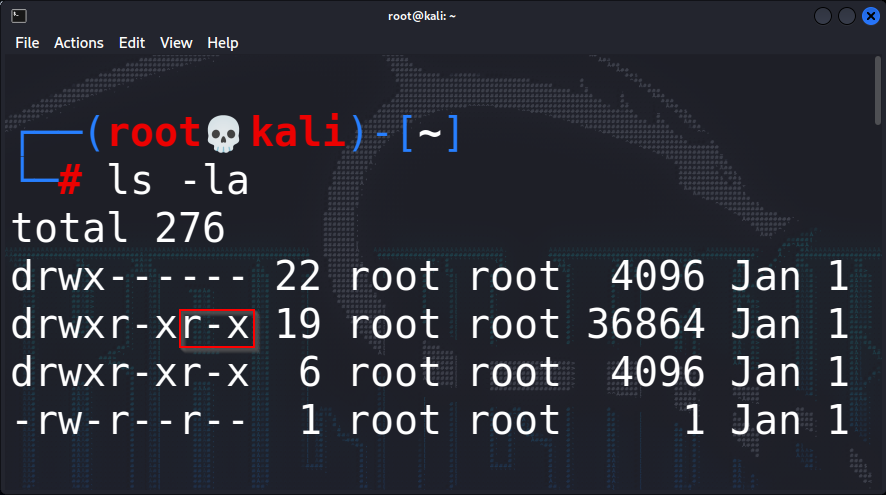 root@kali: ~
File Actions Edit View Help
┌──(root💀kali)-[~]
└─# ls -la
total 276
drwx------ 22 root root 4096 Jan 1
drwxr-xr-x 19 root root 36864 Jan 1
drwxr-xr-x 6 root root 4096 Jan 1
-rw-r--r-- 1 root root 1 Jan 1